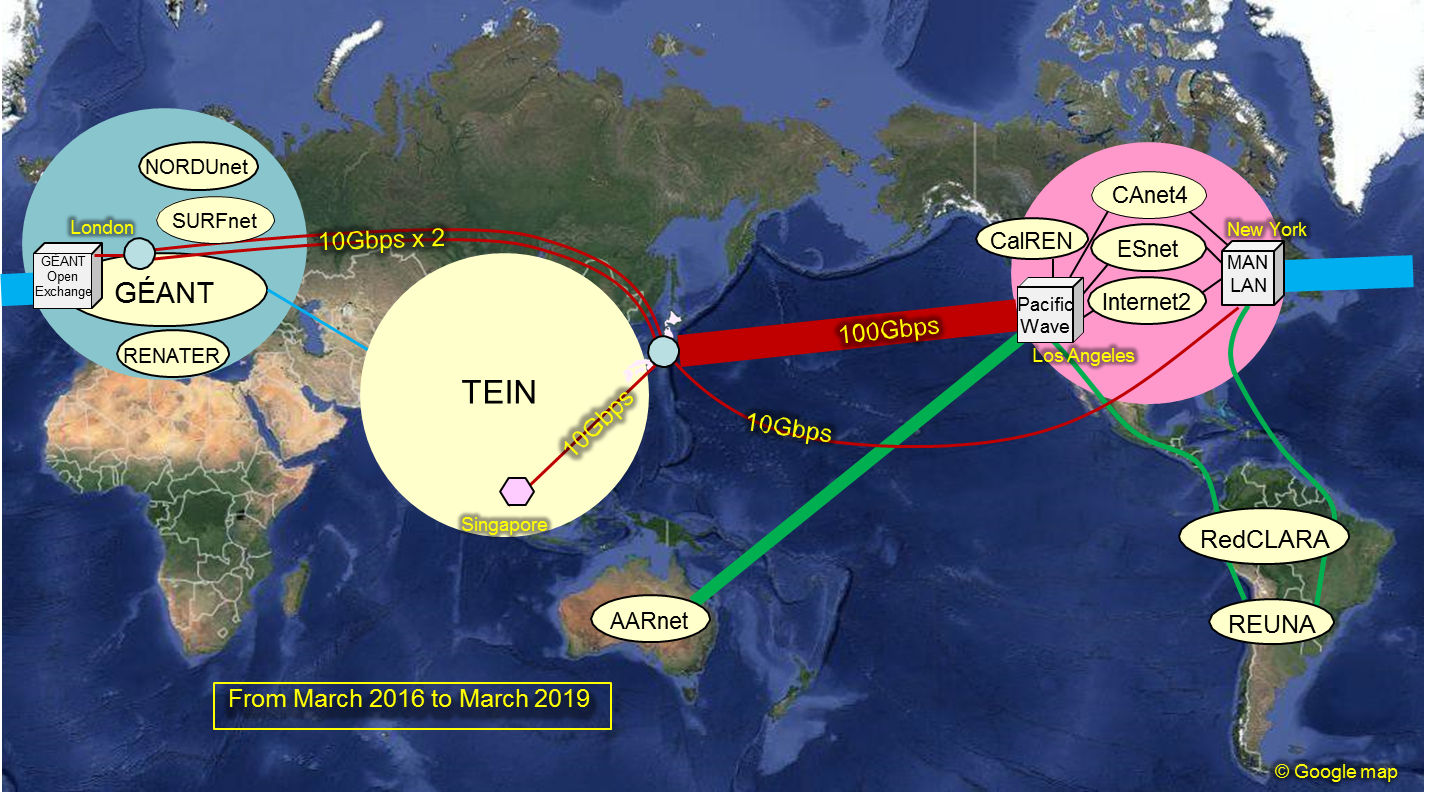 NORDUnet
SURFnet
London
GÉANT
Open
Exchange
GÉANT
RENATER
10Gbps x 2
TEIN
10Gbps
Singapore
100Gbps
10Gbps
AARnet
CAnet4
CalREN
ESnet
Internet2
New York
MAN
LAN
Pacific
Wave
Los Angeles
RedCLARA
REUNA
From March 2016 to March 2019
© Google map